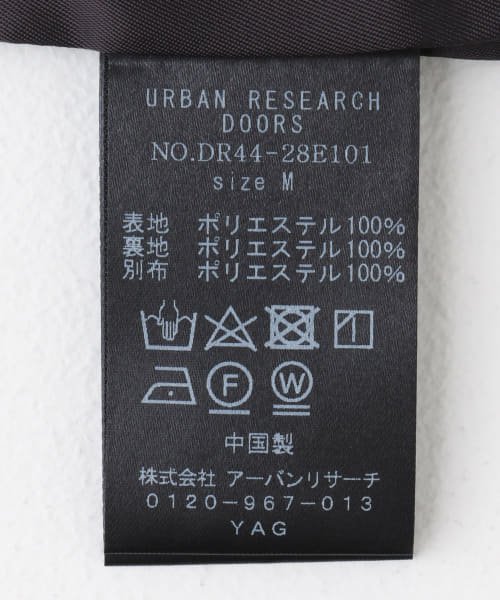 URBAN RESEARCH
DOORS
NO.DR44-28E101
size M
表地 ポリエステル100%
裏地 ポリエステル100%
別布 ポリエステル100%
F W
中国製
株式会社 アーバンリサーチ
0120-967-013
YAG